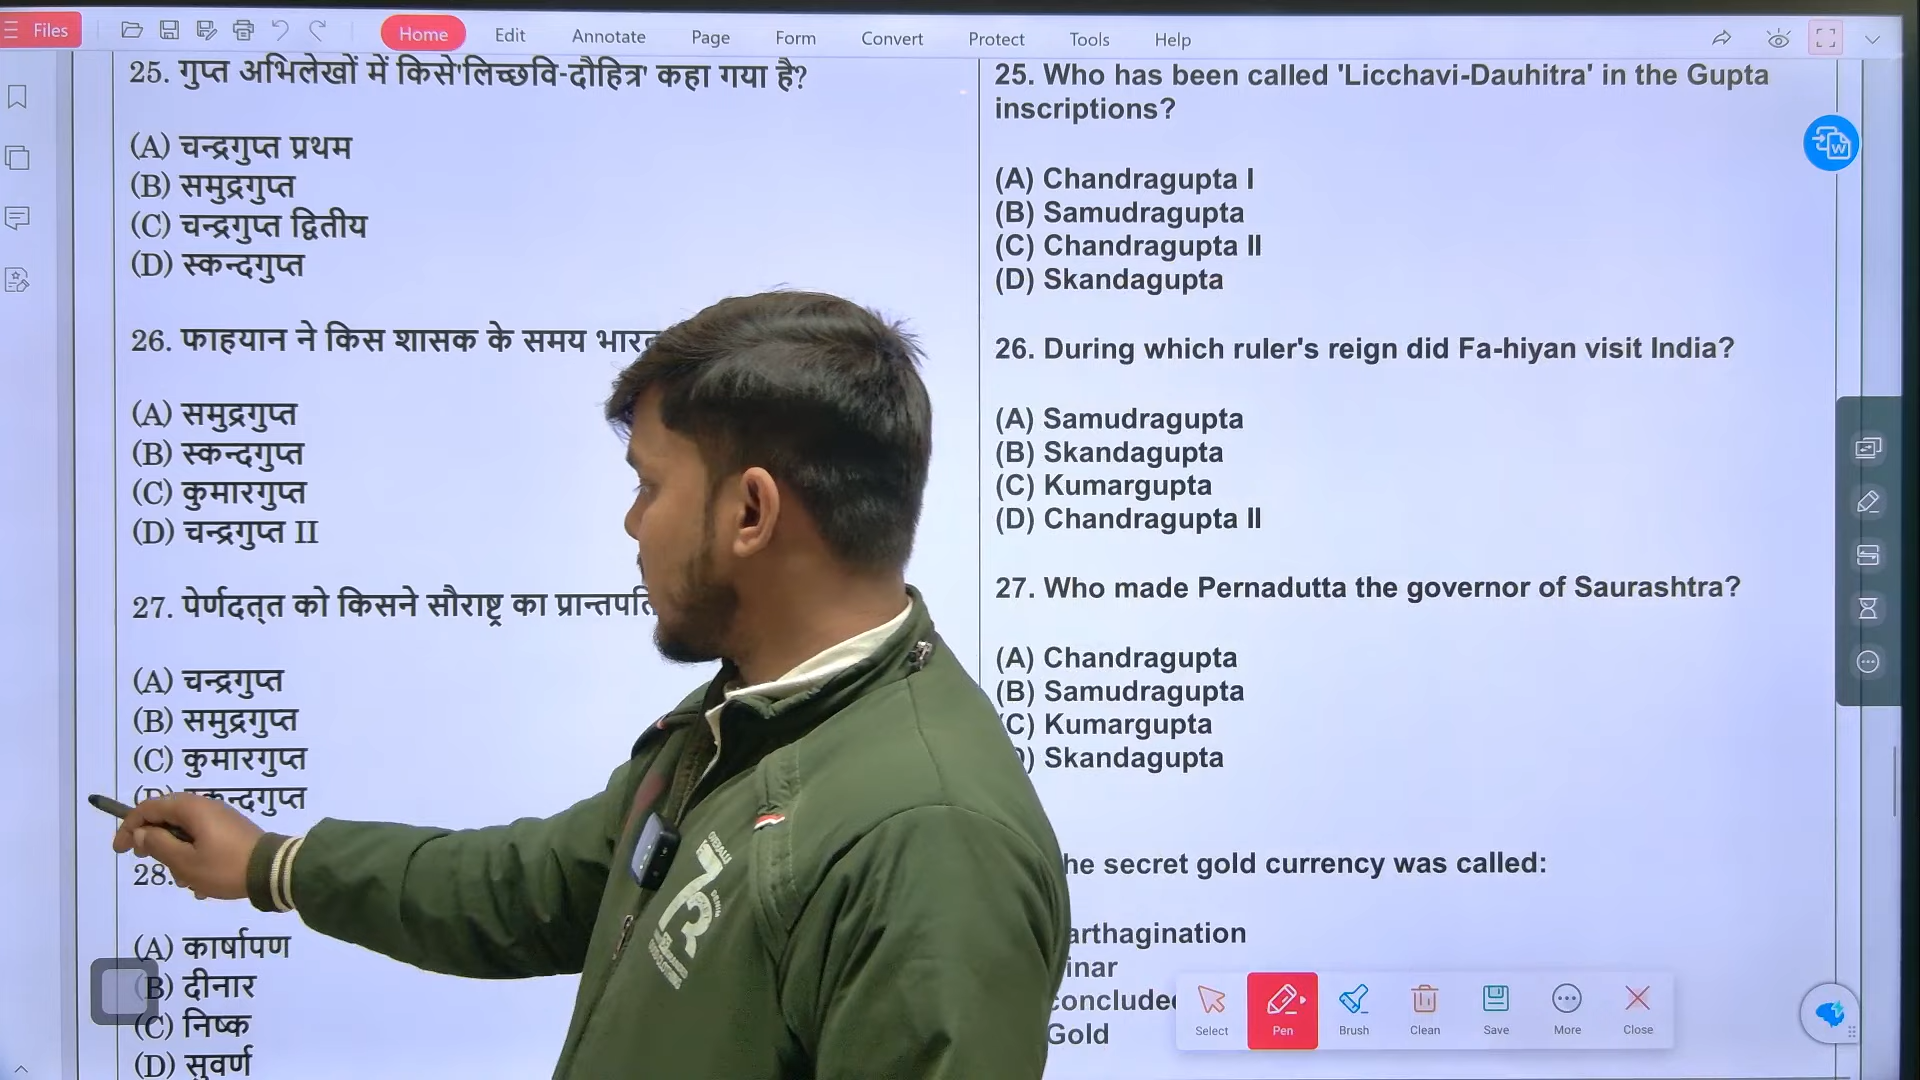 Files
Home
Edit
Annotate
Page
Form
Convert
Protect
Tools
Help
25. गुप्त अभिलेखों में किसे'लिच्छवि-दौहित्र' कहा गया है?
(A) चन्द्रगुप्त प्रथम
(B) समुद्रगुप्त
(C) चन्द्रगुप्त द्वितीय
(D) स्कन्दगुप्त
26. फाहयान ने किस शासक के समय
(A) समुद्रगुप्त
(B) स्कन्दगुप्त
(C) कुमारगुप्त
(D) चन्द्रगुप्त II
27. पेर्णदत्त को किसने सौराष्ट्र का
(A) चन्द्रगुप्त
(B) समुद्रगुप्त
(C) कुमारगुप्त
स्कन्दगुप्त
28.
(A) कार्षापण
(B) दीनार
(C) निष्क
(D) सुवर्ण
25. Who has been called 'Licchavi-Dauhitra' in the Gupta
inscriptions?
(A) Chandragupta I
(B) Samudragupta
(C) Chandragupta II
(D) Skandagupta
26. During which ruler's reign did Fa-hiyan visit India?
(A) Samudragupta
(B) Skandagupta
(C) Kumargupta
(D) Chandragupta II
27. Who made Pernadutta the governor of Saurashtra?
(A) Chandragupta
(B) Samudragupta
(C) Kumargupta
Skandagupta
secret gold currency was called:
Gold
Select
Pen
Brush
Clean
Save
More
Close
W